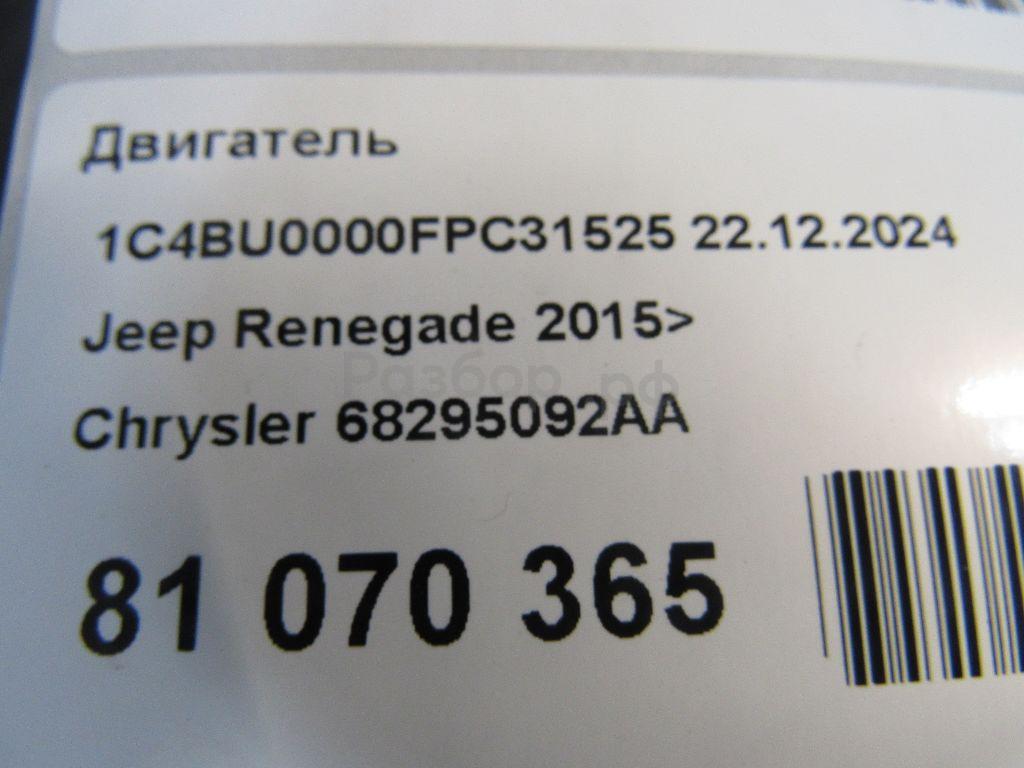 Двигатель
1C4BU0000FPC31525 22.12.2024
Jeep Renegade 2015>
Разбор.рф
Chrysler 68295092AA
81 070 365